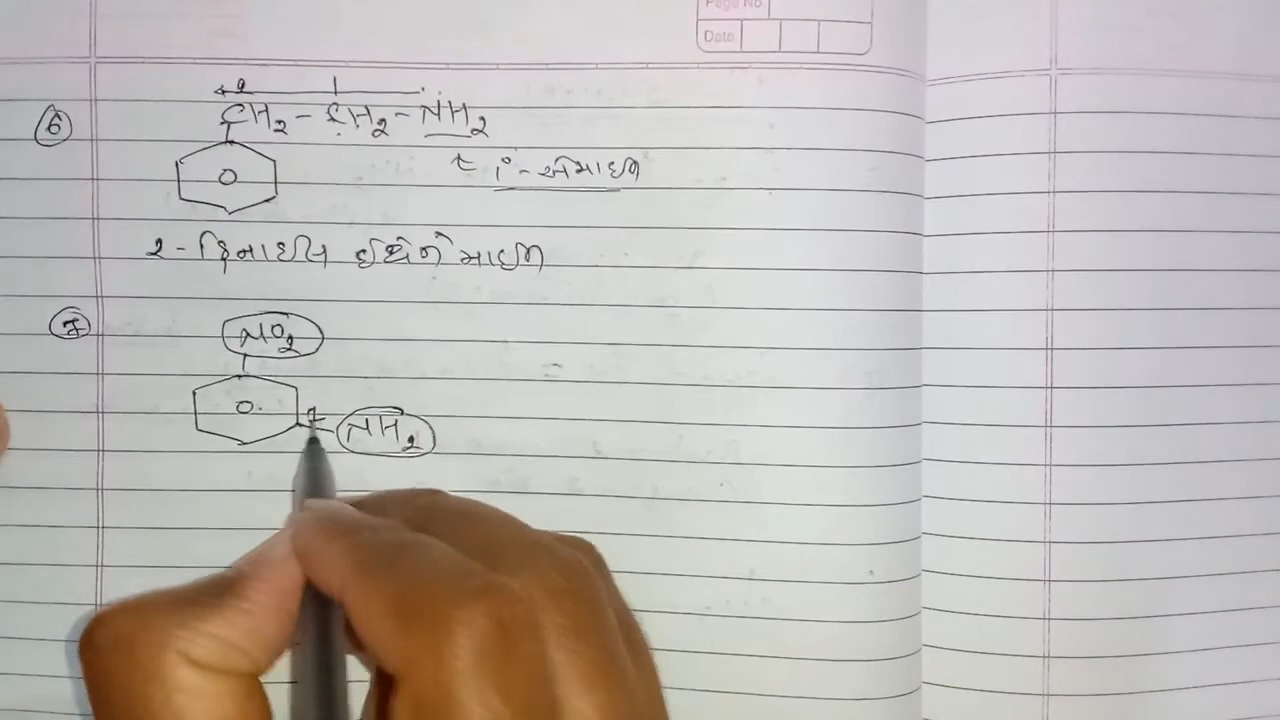 Page No.
Date
2 1
6 CH2 - CH2 - NH2
1° - એમાઇન
2 - ફિનાઇલ ઇથેનેમાઇન
7 NO2
1 NH2